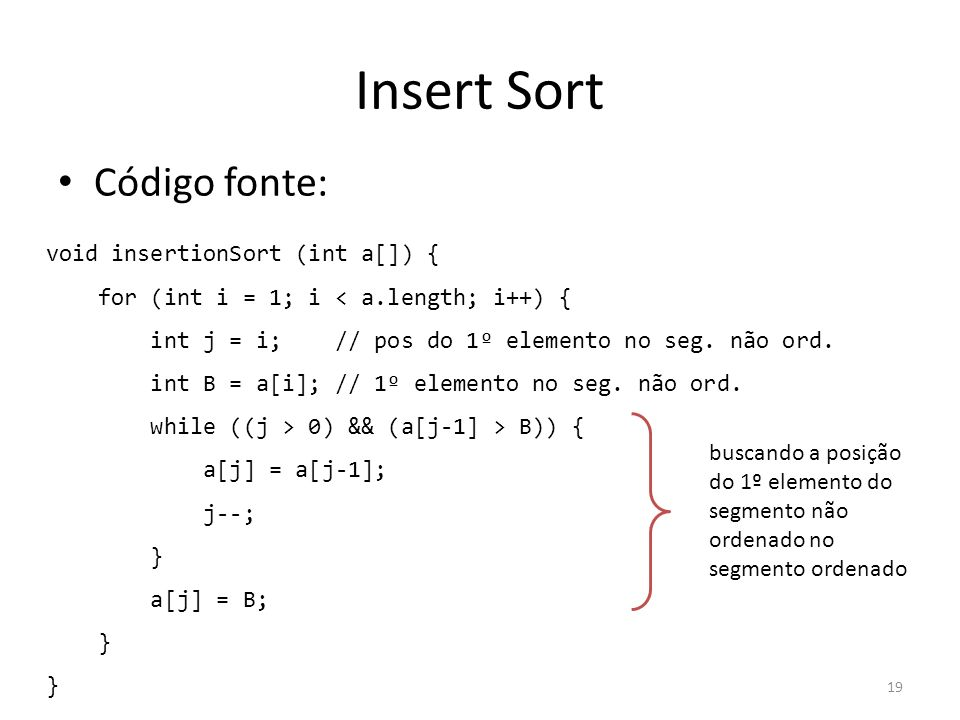 Insert Sort
• Código fonte:
void insertionSort (int a[]) {
    for (int i = 1; i < a.length; i++) {
        int j = i;    // pos do 1º elemento no seg. não ord.
        int B = a[i]; // 1º elemento no seg. não ord.
        while ((j > 0) && (a[j-1] > B)) {
            a[j] = a[j-1];
            j--;
        }
        a[j] = B;
    }
}
buscando a posição
do 1º elemento do
segmento não
ordenado no
segmento ordenado
19